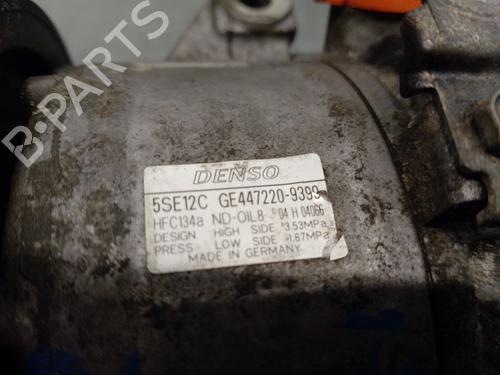 B-PARTS
DENSO
5SE12C GE447220-9399
HFC134a ND-OIL8 04 H 04066
DESIGN HIGH SIDE 3.53MPa
PRESS LOW SIDE 1.67MPa
MADE IN GERMANY